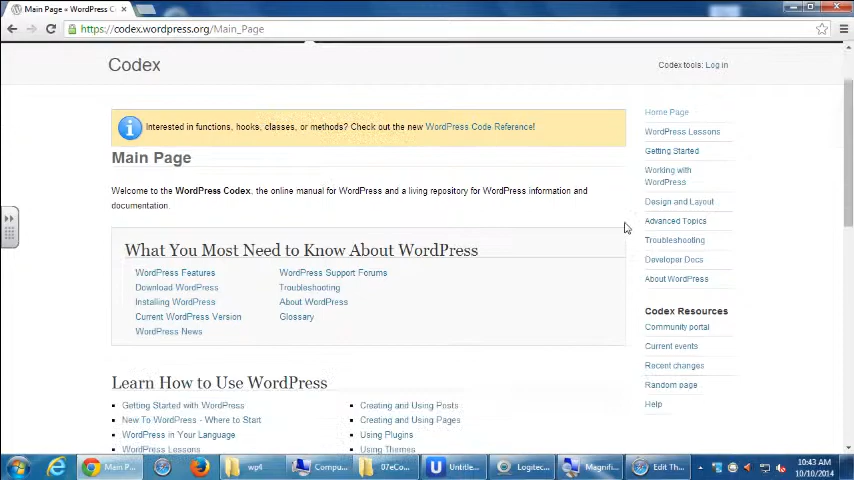 Main Page « WordPress C
https://codex.wordpress.org/Main_Page
Codex
Codex tools: Log in
Interested in functions, hooks, classes, or methods? Check out the new WordPress Code Reference!
Main Page
Welcome to the WordPress Codex, the online manual for WordPress and a living repository for WordPress information and
documentation.
What You Most Need to Know About WordPress
WordPress Features
Download WordPress
Installing WordPress
Current WordPress Version
WordPress News
WordPress Support Forums
Troubleshooting
About WordPress
Glossary
Learn How to Use WordPress
Getting Started with WordPress
New To WordPress - Where to Start
WordPress in Your Language
WordPress Lessons
Creating and Using Posts
Creating and Using Pages
Using Plugins
Using Themes
Home Page
WordPress Lessons
Getting Started
Working with
WordPress
Design and Layout
Advanced Topics
Troubleshooting
Developer Docs
About WordPress
Codex Resources
Community portal
Current events
Recent changes
Random page
Help
Main P...
wp4
Compu...
07eCo...
Untitle...
Logitec...
Magnifi...
Edit Th...
10:43 AM
10/10/2014